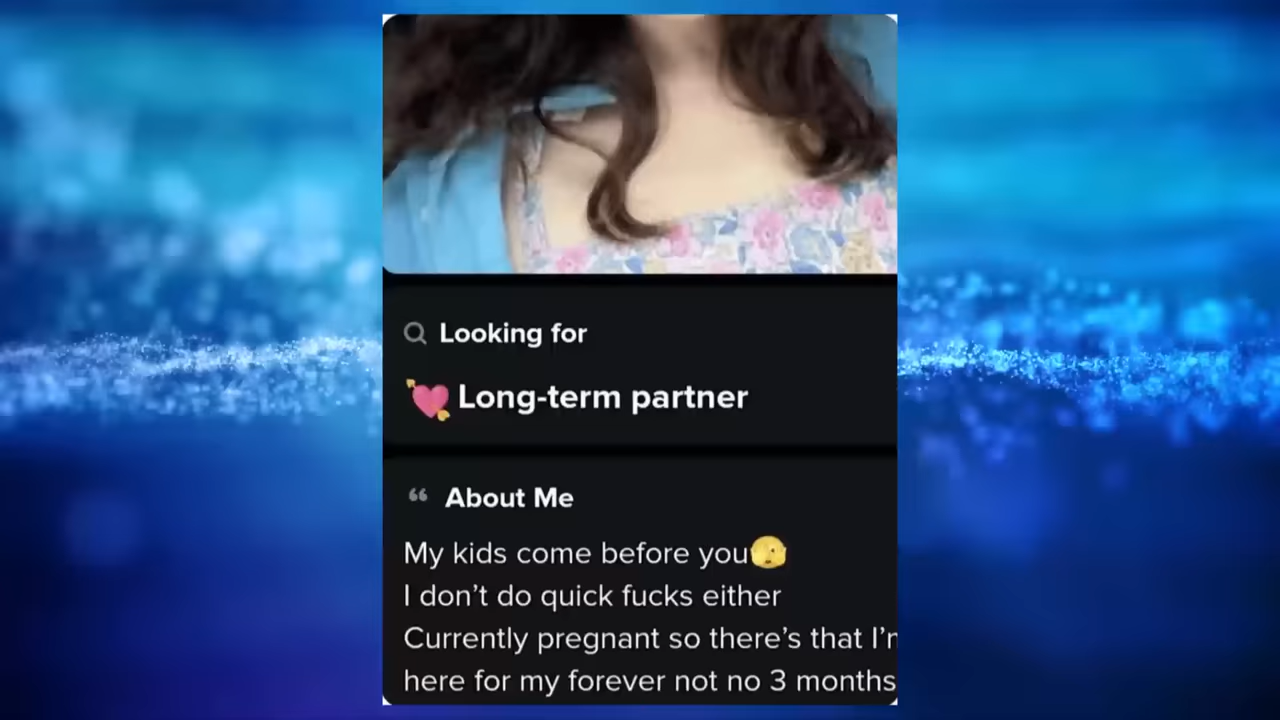 Looking for
💘 Long-term partner
“ About Me
My kids come before you🫣
I don’t do quick fucks either
Currently pregnant so there’s that I’
here for my forever not no 3 months